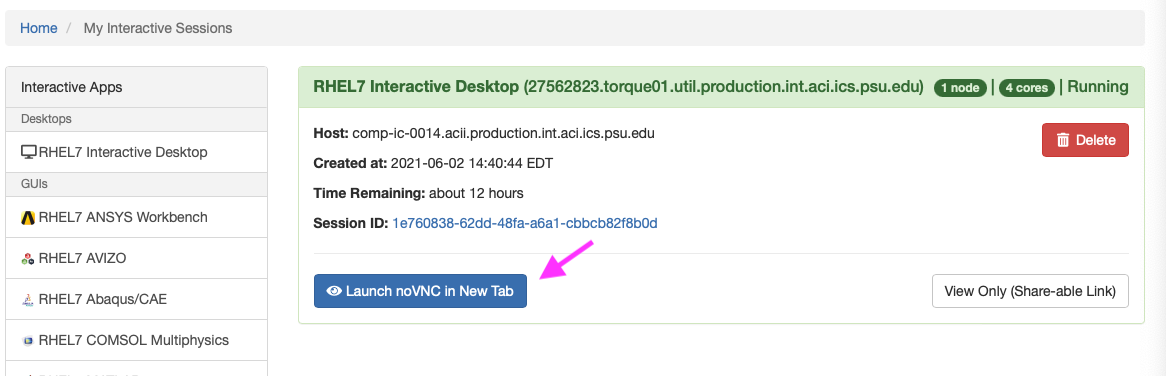 Home / My Interactive Sessions
Interactive Apps
Desktops
RHEL7 Interactive Desktop
GUIs
RHEL7 ANSYS Workbench
RHEL7 AVIZO
RHEL7 Abaqus/CAE
RHEL7 COMSOL Multiphysics
RHEL7 Interactive Desktop (27562823.torque01.util.production.int.aci.ics.psu.edu) 1 node | 4 cores | Running
Host: comp-ic-0014.acii.production.int.aci.ics.psu.edu
Delete
Created at: 2021-06-02 14:40:44 EDT
Time Remaining: about 12 hours
Session ID: 1e760838-62dd-48fa-a6a1-cbbcb82f8b0d
Launch noVNC in New Tab
View Only (Share-able Link)